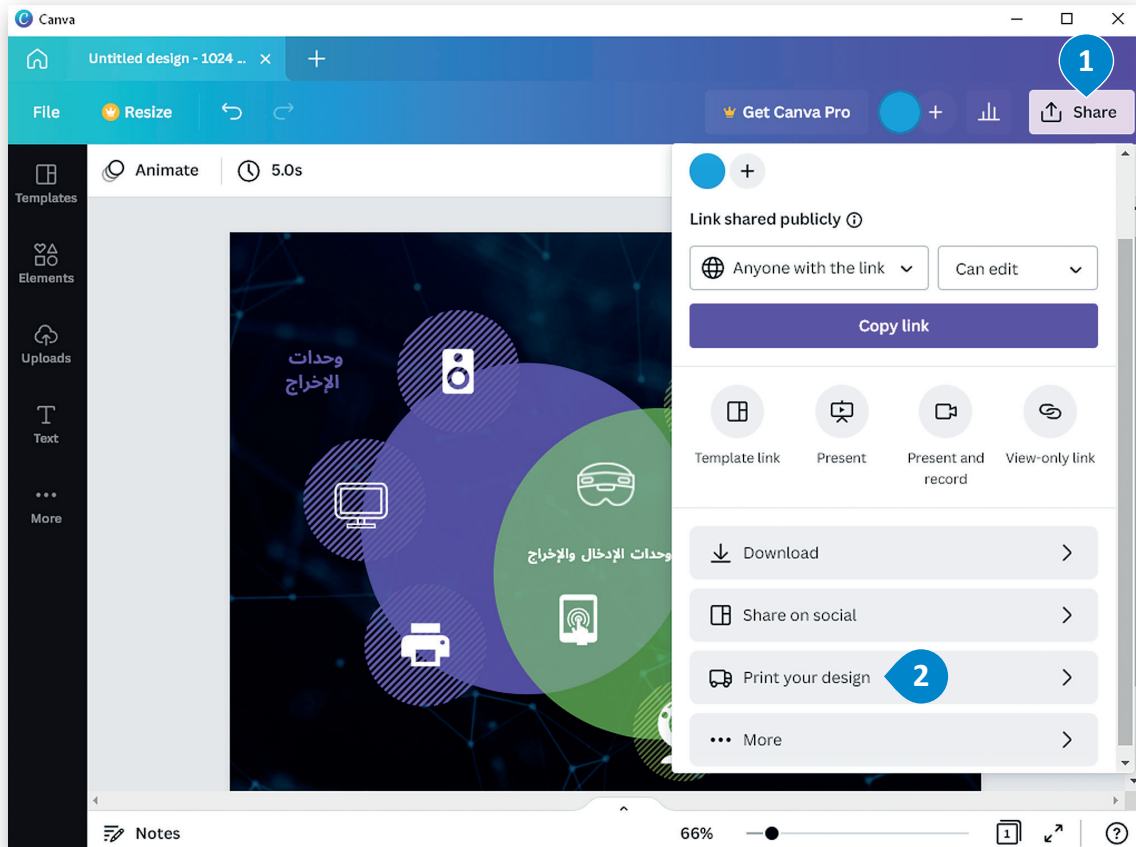 Canva
Untitled design - 1024 ...
1
File
Resize
Get Canva Pro
Share
Animate
5.0s
Templates
Elements
Uploads
Text
More
Link shared publicly
Anyone with the link
Can edit
Copy link
Template link
Present
Present and
record
View-only link
Download
Share on social
Print your design
2
More
وحدات
الإخراج
وحدات الإدخال والإخراج
Notes
66%
1
?